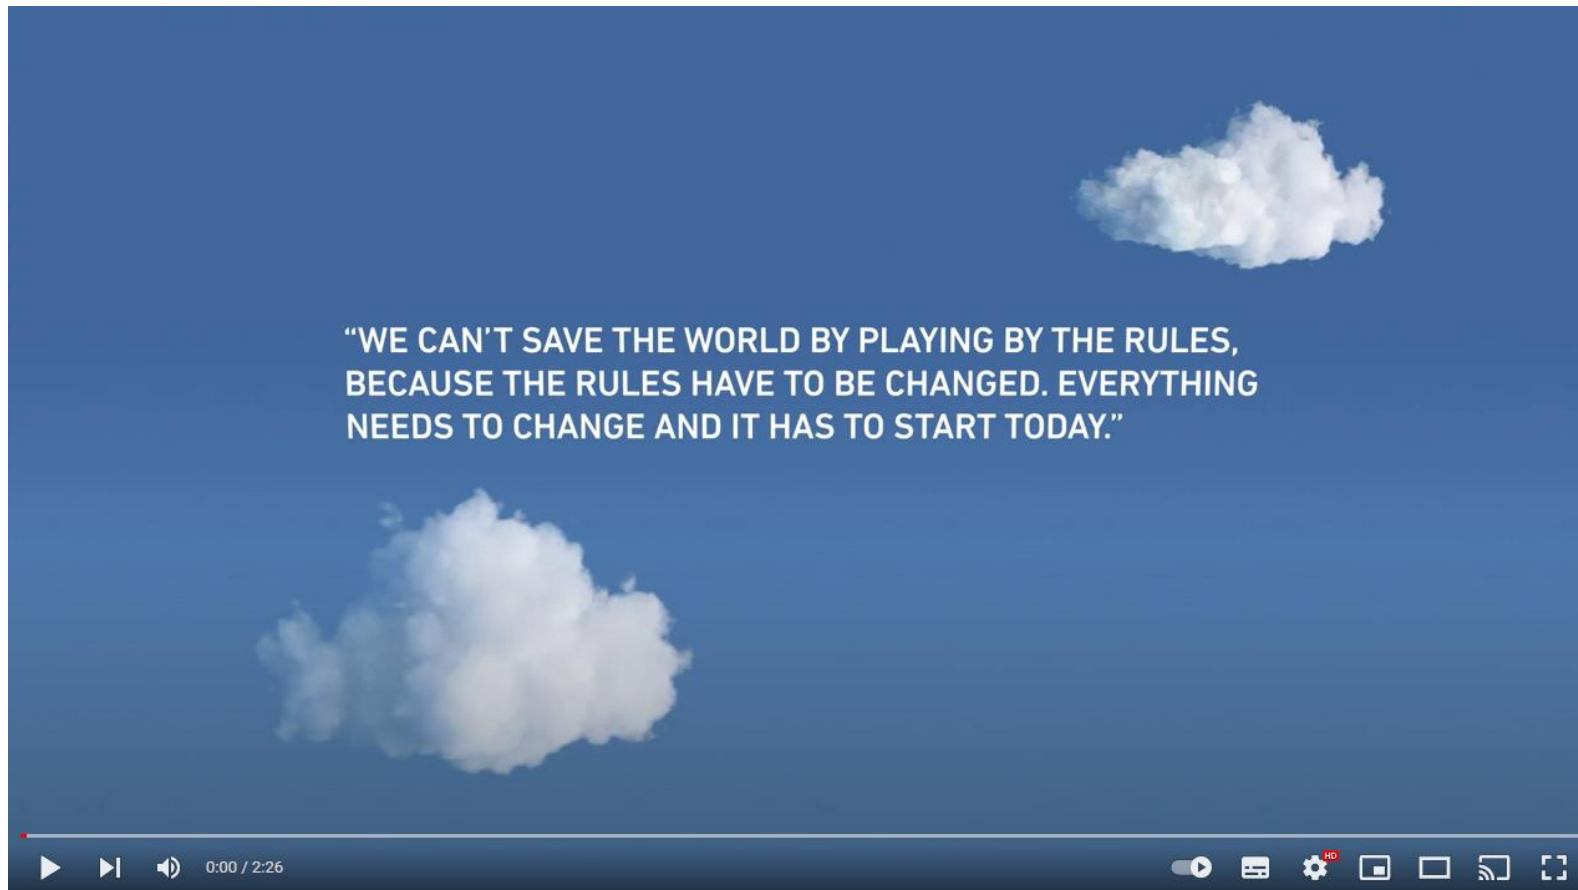 “WE CAN’T SAVE THE WORLD BY PLAYING BY THE RULES,
BECAUSE THE RULES HAVE TO BE CHANGED. EVERYTHING
NEEDS TO CHANGE AND IT HAS TO START TODAY.”
0:00 / 2:26
HD